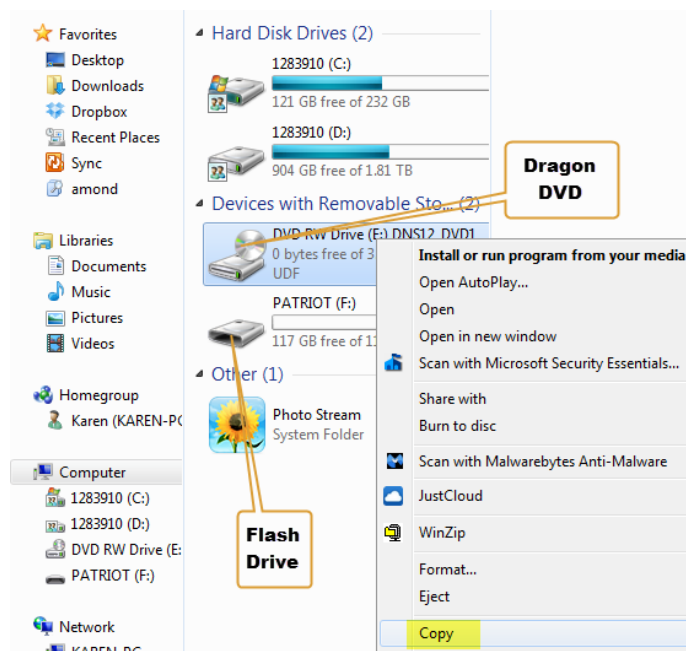 Favorites
Desktop
Downloads
Dropbox
Recent Places
Sync
amond
Libraries
Documents
Music
Pictures
Videos
Homegroup
Karen (KAREN-PC
Computer
1283910 (C:)
1283910 (D:)
DVD RW Drive (E:
PATRIOT (F:)
Network
KAREN-PC
Hard Disk Drives (2)
1283910 (C:)
121 GB free of 232 GB
1283910 (D:)
904 GB free of 1.81 TB
Devices with Removable Sto... (2)
DVD RW Drive (E:) DNS12_DVD1
0 bytes free of 3
UDF
PATRIOT (F:)
117 GB free of 11
Other (1)
Photo Stream
System Folder
Dragon
DVD
Flash
Drive
Install or run program from your media
Open AutoPlay...
Open
Open in new window
Scan with Microsoft Security Essentials...
Share with
Burn to disc
Scan with Malwarebytes Anti-Malware
JustCloud
WinZip
Format...
Eject
Copy